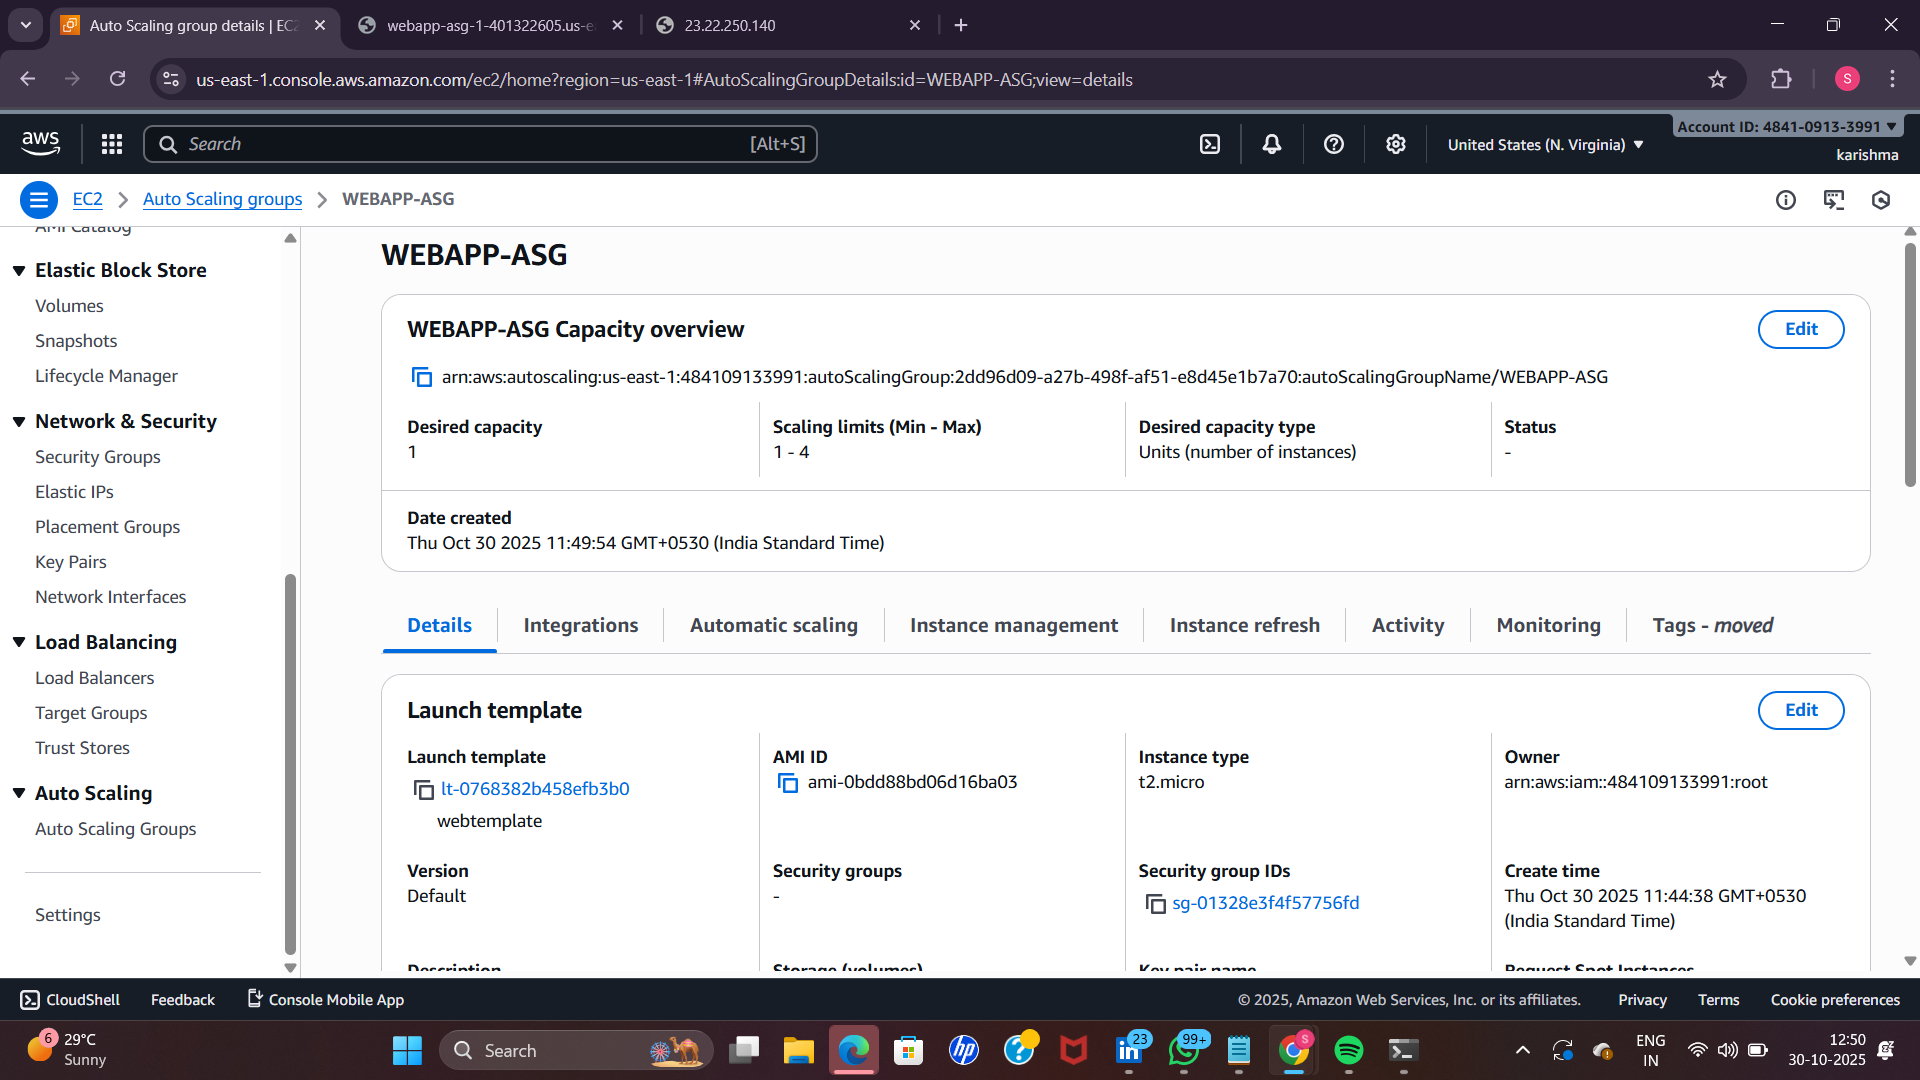 Auto Scaling group details | EC2
webapp-asg-1-401322605.us-e
23.22.250.140
us-east-1.console.aws.amazon.com/ec2/home?region=us-east-1#AutoScalingGroupDetails:id=WEBAPP-ASG;view=details
S
aws
Search
[Alt+S]
United States (N. Virginia)
Account ID: 4841-0913-3991
karishma
EC2
Auto Scaling groups
WEBAPP-ASG
AMI Catalog
Elastic Block Store
Volumes
Snapshots
Lifecycle Manager
Network & Security
Security Groups
Elastic IPs
Placement Groups
Key Pairs
Network Interfaces
Load Balancing
Load Balancers
Target Groups
Trust Stores
Auto Scaling
Auto Scaling Groups
Settings
WEBAPP-ASG
WEBAPP-ASG Capacity overview
Edit
arn:aws:autoscaling:us-east-1:484109133991:autoScalingGroup:2dd96d09-a27b-498f-af51-e8d45e1b7a70:autoScalingGroupName/WEBAPP-ASG
Desired capacity
1
Scaling limits (Min - Max)
1 - 4
Desired capacity type
Units (number of instances)
Status
-
Date created
Thu Oct 30 2025 11:49:54 GMT+0530 (India Standard Time)
Details
Integrations
Automatic scaling
Instance management
Instance refresh
Activity
Monitoring
Tags - moved
Launch template
Edit
Launch template
lt-0768382b458efb3b0
webtemplate
AMI ID
ami-0bdd88bd06d16ba03
Instance type
t2.micro
Owner
arn:aws:iam::484109133991:root
Version
Default
Security groups
-
Security group IDs
sg-01328e3f4f57756fd
Create time
Thu Oct 30 2025 11:44:38 GMT+0530
(India Standard Time)
Description
Storage (volumes)
Key pair name
Request Spot Instances
CloudShell
Feedback
Console Mobile App
© 2025, Amazon Web Services, Inc. or its affiliates.
Privacy
Terms
Cookie preferences
6
29°C
Sunny
Search
hp
23
99+
S
ENG
IN
12:50
30-10-2025